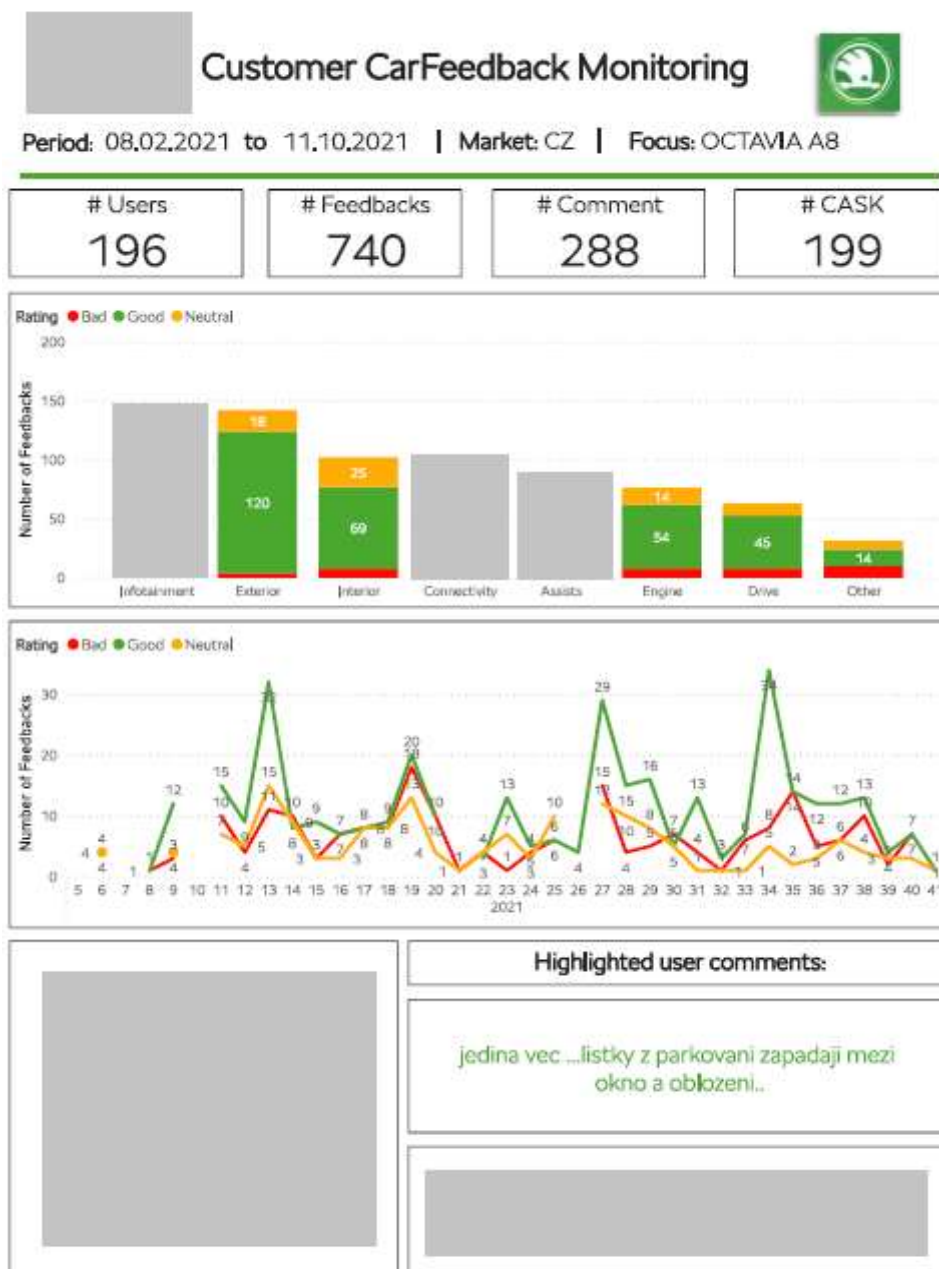 Customer CarFeedback Monitoring
Period: 08.02.2021 to 11.10.2021 | Market: CZ | Focus: OCTAVIA A8
# Users # Feedbacks # Comment # CASK
196 740 288 199
Rating Bad Good Neutral
200
150
100
50
0
Number of Feedbacks
18
120
25
69
14
54
45
14
Infotainment Exterior Interior Connectivity Assists Engine Drive Other
Rating Bad Good Neutral
30
20
10
0
Number of Feedbacks
5 6 7 8 9 10 11 12 13 14 15 16 17 18 19 20 21 22 23 24 25 26 27 28 29 30 31 32 33 34 35 36 37 38 39 40 41
2021
Highlighted user comments:
jedina vec ...listky z parkovani zapadaji mezi
okno a oblozeni..